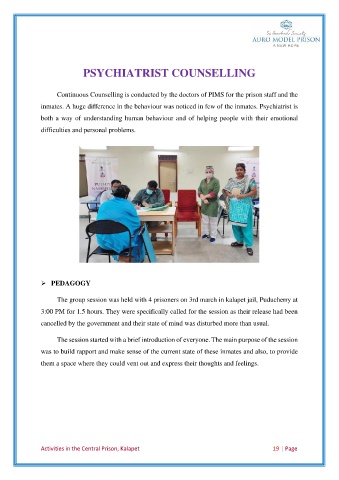 Sri Aurobindo Society
AURO MODEL PRISON
A NEW HOPE
PSYCHIATRIST COUNSELLING
Continuous Counselling is conducted by the doctors of PIMS for the prison staff and the
inmates. A huge difference in the behaviour was noticed in few of the inmates. Psychiatrist is
both a way of understanding human behaviour and of helping people with their emotional
difficulties and personal problems.
➢ PEDAGOGY
The group session was held with 4 prisoners on 3rd march in kalapet jail, Puducherry at
3:00 PM for 1.5 hours. They were specifically called for the session as their release had been
cancelled by the government and their state of mind was disturbed more than usual.
The session started with a brief introduction of everyone. The main purpose of the session
was to build rapport and make sense of the current state of these inmates and also, to provide
them a space where they could vent out and express their thoughts and feelings.
Activities in the Central Prison, Kalapet 19 | Page